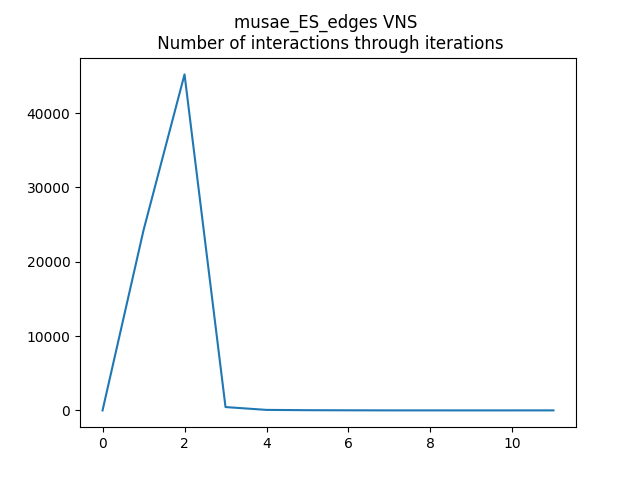 musae_ES_edges VNS
Number of interactions through iterations
40000
30000
20000
10000
0
0 2 4 6 8 10